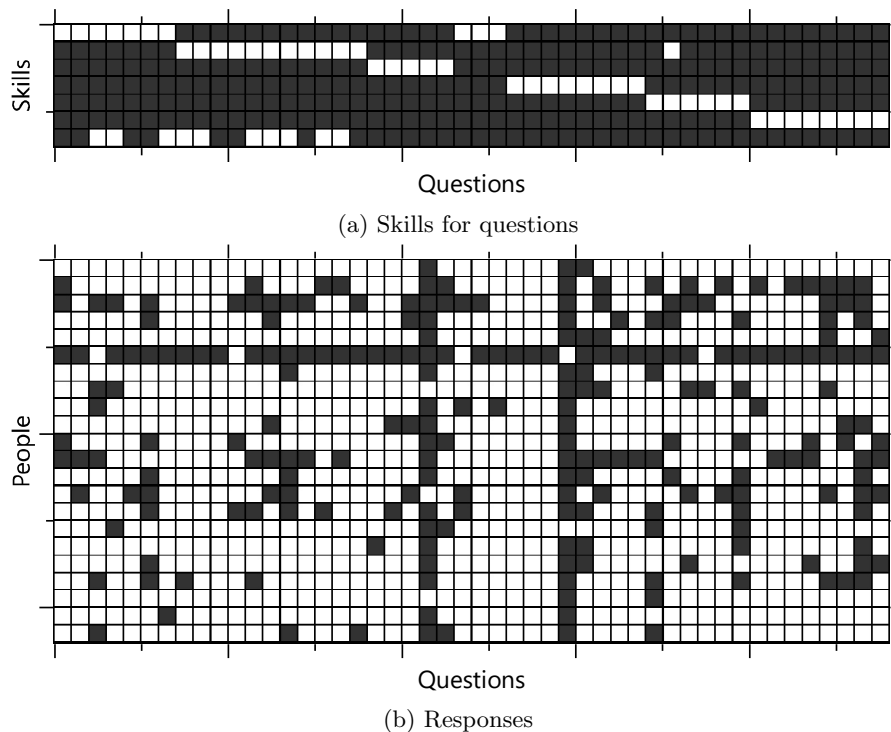 Skills
Questions
(a) Skills for questions
People
Questions
(b) Responses